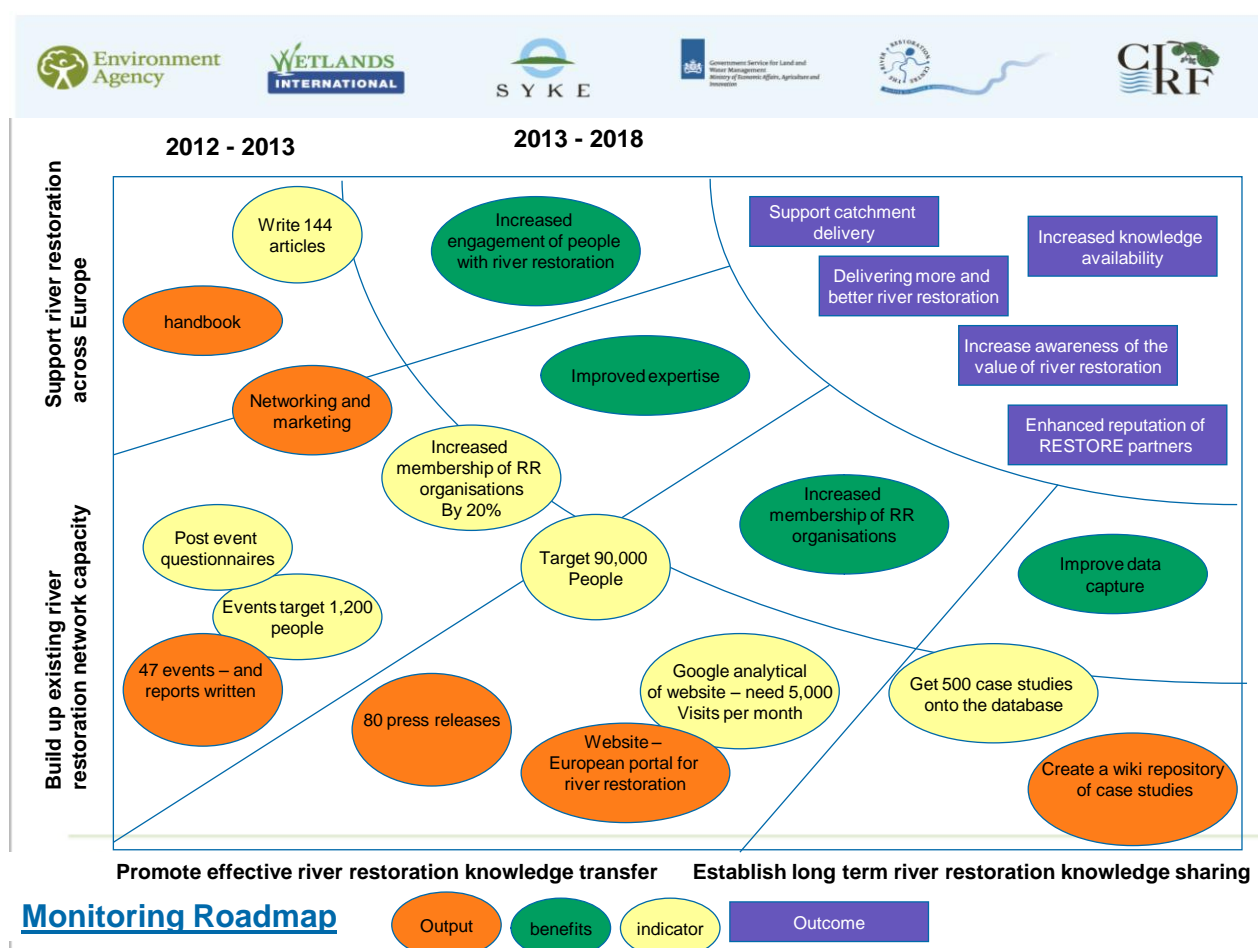 Environment
Agency
WETLANDS
INTERNATIONAL
SYKE
Government Service for Land and
Water Management
Ministry of Economic Affairs, Agriculture and
Innovation
THE RIVER RESTORATION CENTRE
CIRF
2012 - 2013
2013 - 2018
Support river restoration
across Europe
Build up existing river
restoration network capacity
Write 144
articles
Increased
engagement of people
with river restoration
Support catchment
delivery
Increased knowledge
availability
Delivering more and
better river restoration
handbook
Increase awareness of the
value of river restoration
Improved expertise
Networking and
marketing
Enhanced reputation of
RESTORE partners
Increased
membership of RR
organisations
By 20%
Increased
membership of RR
organisations
Post event
questionnaires
Target 90,000
People
Improve data
capture
Events target 1,200
people
47 events – and
reports written
Google analytical
of website – need 5,000
Visits per month
Get 500 case studies
onto the database
80 press releases
Website –
European portal for
river restoration
Create a wiki repository
of case studies
Promote effective river restoration knowledge transfer
Establish long term river restoration knowledge sharing
Monitoring Roadmap
Output
benefits
indicator
Outcome